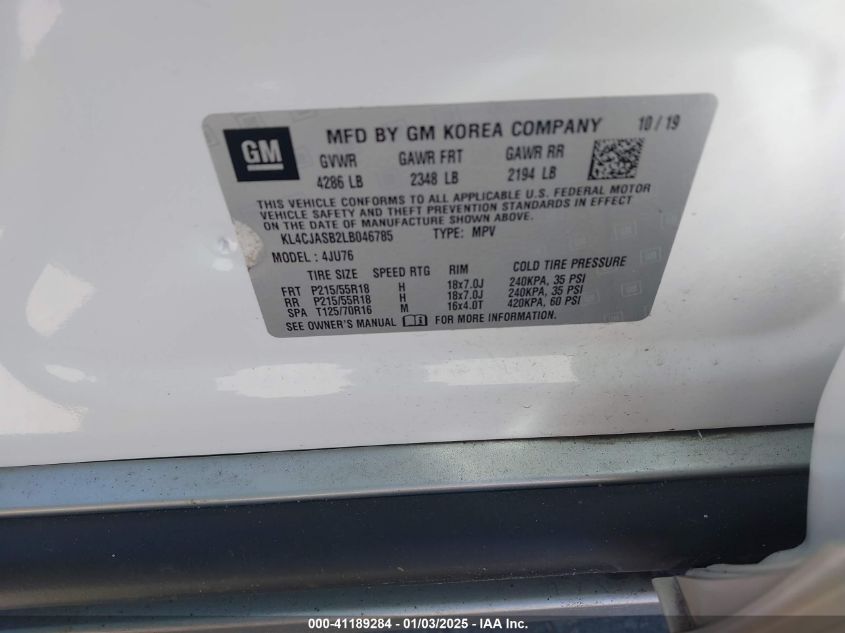 GM
MFD BY GM KOREA COMPANY 10 / 19
GVWR GAWR FRT GAWR RR
4286 LB 2348 LB 2194 LB
THIS VEHICLE CONFORMS TO ALL APPLICABLE U.S. FEDERAL MOTOR
VEHICLE SAFETY AND THEFT PREVENTION STANDARDS IN EFFECT
ON THE DATE OF MANUFACTURE SHOWN ABOVE.
KL4CJASB2LB046785 TYPE: MPV
MODEL : 4JU76
TIRE SIZE SPEED RTG RIM COLD TIRE PRESSURE
FRT P215/55R18 H 18x7.0J 240KPA, 35 PSI
RR P215/55R18 H 18x7.0J 240KPA, 35 PSI
SPA T125/70R16 M 16x4.0T 420KPA, 60 PSI
SEE OWNER'S MANUAL FOR MORE INFORMATION.
000-41189284 - 01/03/2025 - IAA Inc.